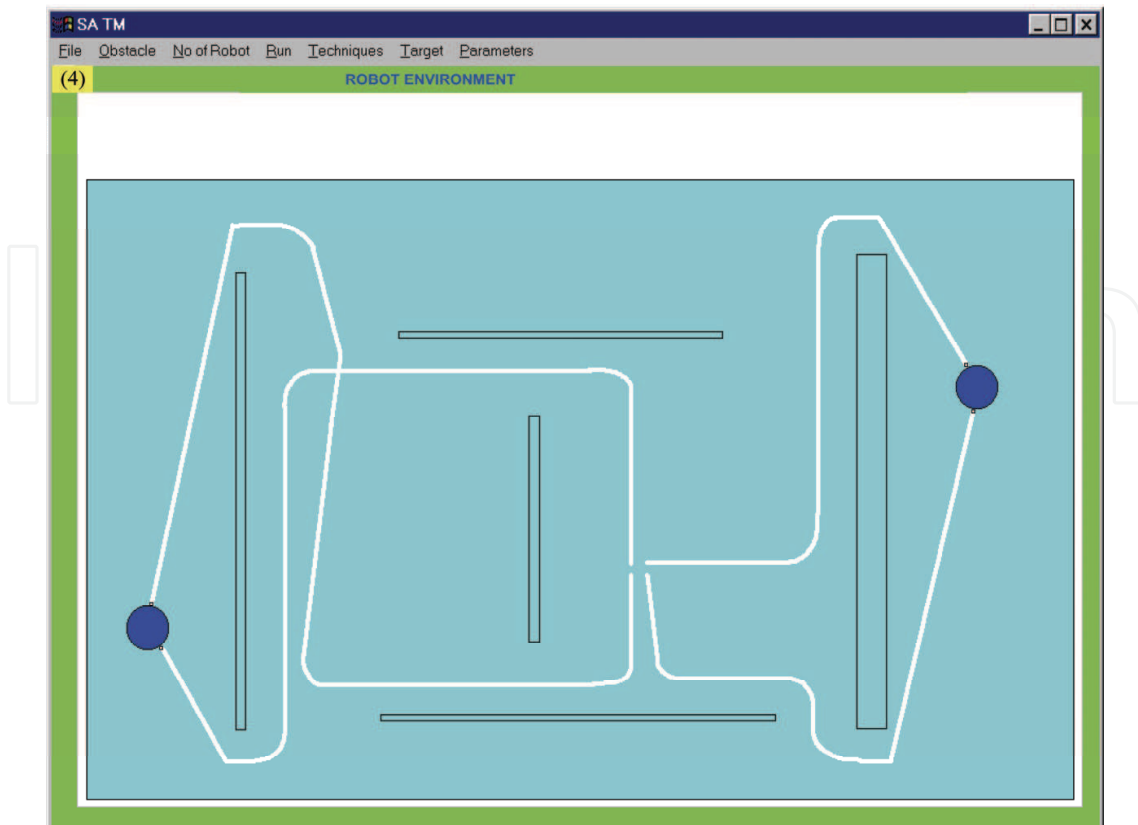 SA TM
File Obstacle No of Robot Run Techniques Target Parameters
(4) ROBOT ENVIRONMENT